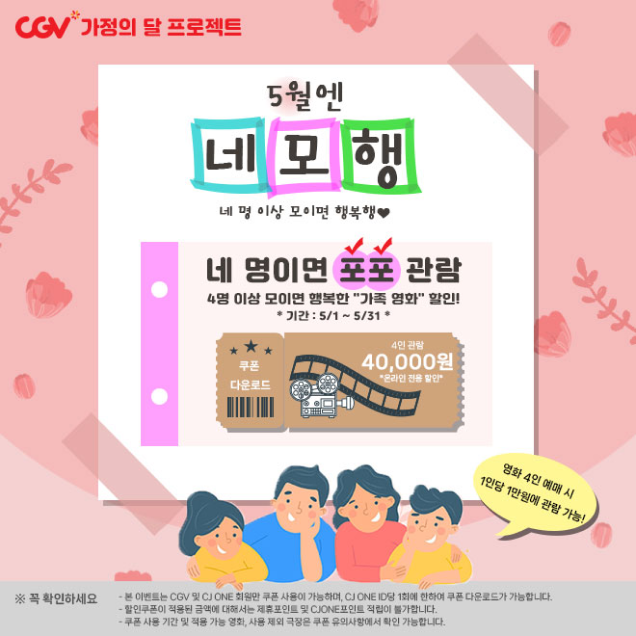 CGV 가정의 달 프로젝트
5월엔
네모행
네 명 이상 모이면 행복행♥
네 명이면 포포 관람
4명 이상 모이면 행복한 "가족 영화" 할인!
* 기간 : 5/1 ~ 5/31 *
쿠폰
다운로드
4인 관람
40,000원
*온라인 전용 할인*
영화 4인 예매 시
1인당 1만원에 관람 가능!
※ 꼭 확인하세요
- 본 이벤트는 CGV 및 CJ ONE 회원만 쿠폰 사용이 가능하며, CJ ONE ID당 1회에 한하여 쿠폰 다운로드가 가능합니다.
- 할인쿠폰이 적용된 금액에 대해서는 제휴포인트 및 CJONE포인트 적립이 불가합니다.
- 쿠폰 사용 기간 및 적용 가능 영화, 사용 제외 극장은 쿠폰 유의사항에서 확인 가능합니다.